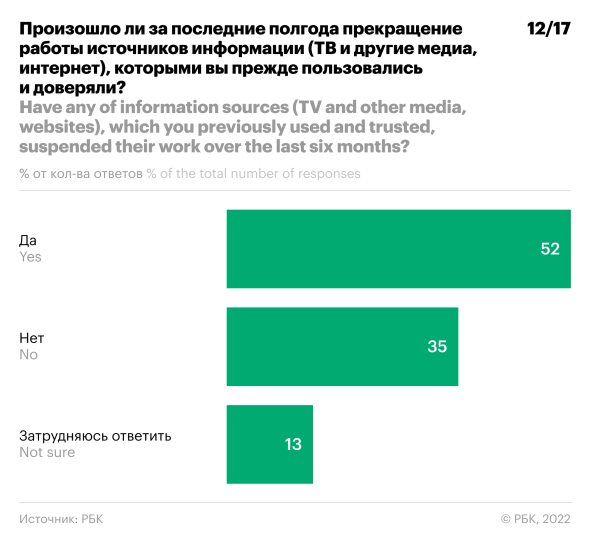 Произошло ли за последние полгода прекращение
работы источников информации (ТВ и другие медиа,
интернет), которыми вы прежде пользовались
и доверяли?
12/17
Have any of information sources (TV and other media,
websites), which you previously used and trusted,
suspended their work over the last six months?
% от кол-ва ответов % of the total number of responses
Да
Yes
52
Нет
No
35
Затрудняюсь ответить
Not sure
13
Источник: РБК
© РБК, 2022